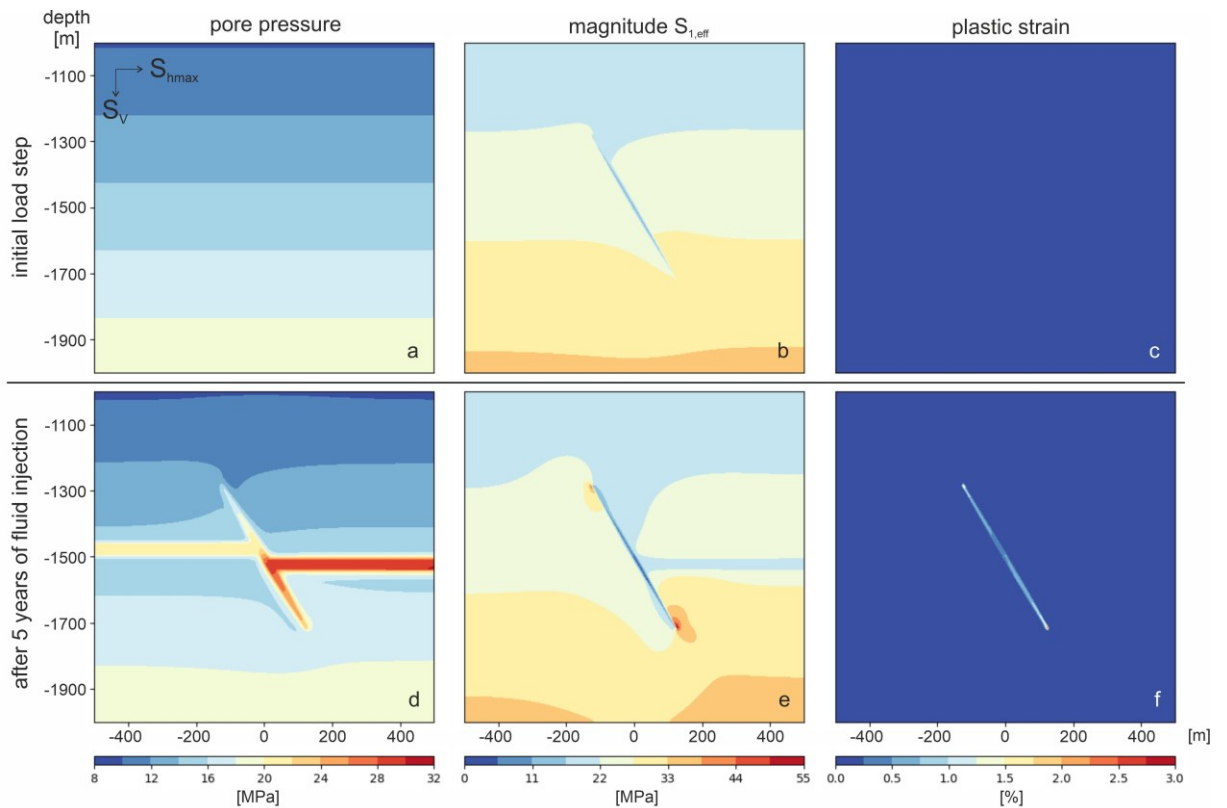 depth
[m]
pore pressure
magnitude S1,eff
plastic strain
initial load step
-1100
-1300
-1500
-1700
-1900
Shmax
SV
a
b
c
after 5 years of fluid injection
-1100
-1300
-1500
-1700
-1900
d
e
f
-400 -200 0 200 400
-400 -200 0 200 400
-400 -200 0 200 400 [m]
8 12 16 20 24 28 32
0 11 22 33 44 55
0.0 0.5 1.0 1.5 2.0 2.5 3.0
[MPa]
[MPa]
[%]